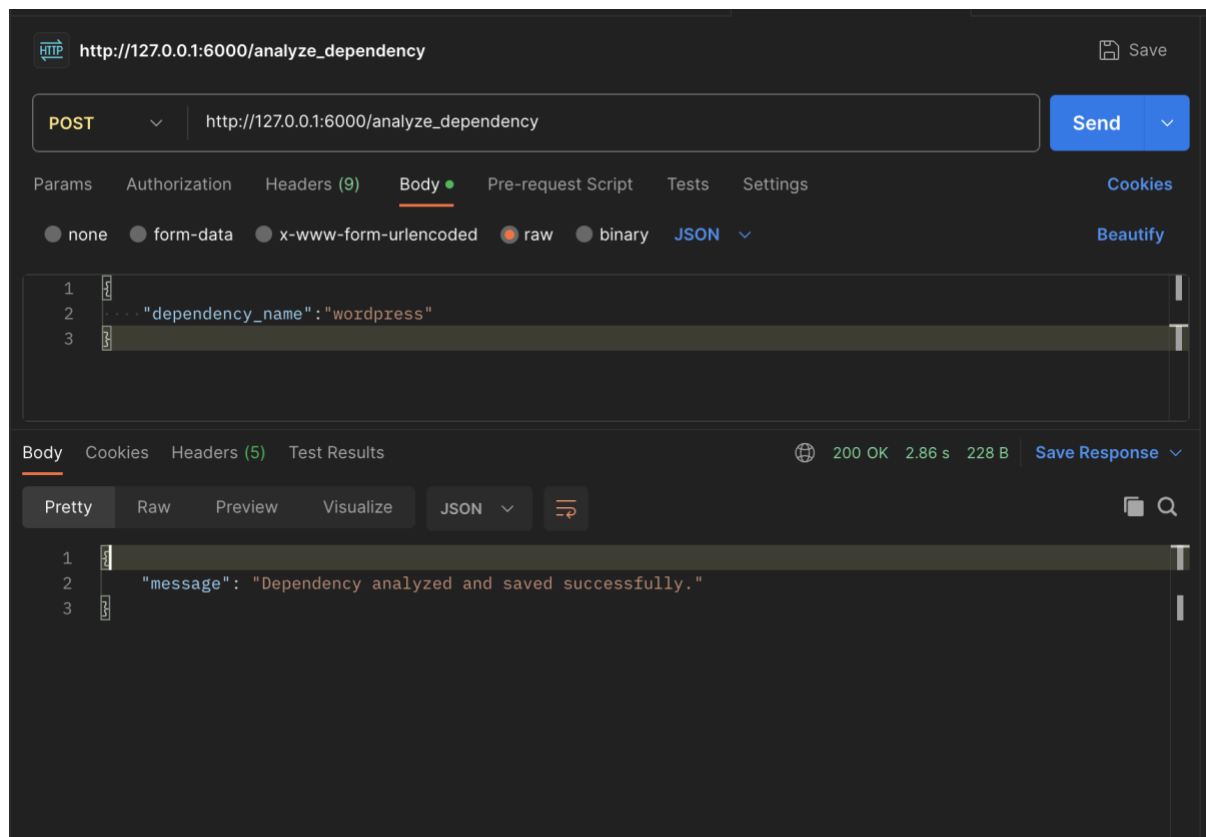 HTTP http://127.0.0.1:6000/analyze_dependency Save
POST http://127.0.0.1:6000/analyze_dependency Send
Params Authorization Headers (9) Body Pre-request Script Tests Settings Cookies
none form-data x-www-form-urlencoded raw binary JSON Beautify
1 {
2 ····"dependency_name":"wordpress"
3 }
Body Cookies Headers (5) Test Results 200 OK 2.86 s 228 B Save Response
Pretty Raw Preview Visualize JSON
1 {
2 "message": "Dependency analyzed and saved successfully."
3 }